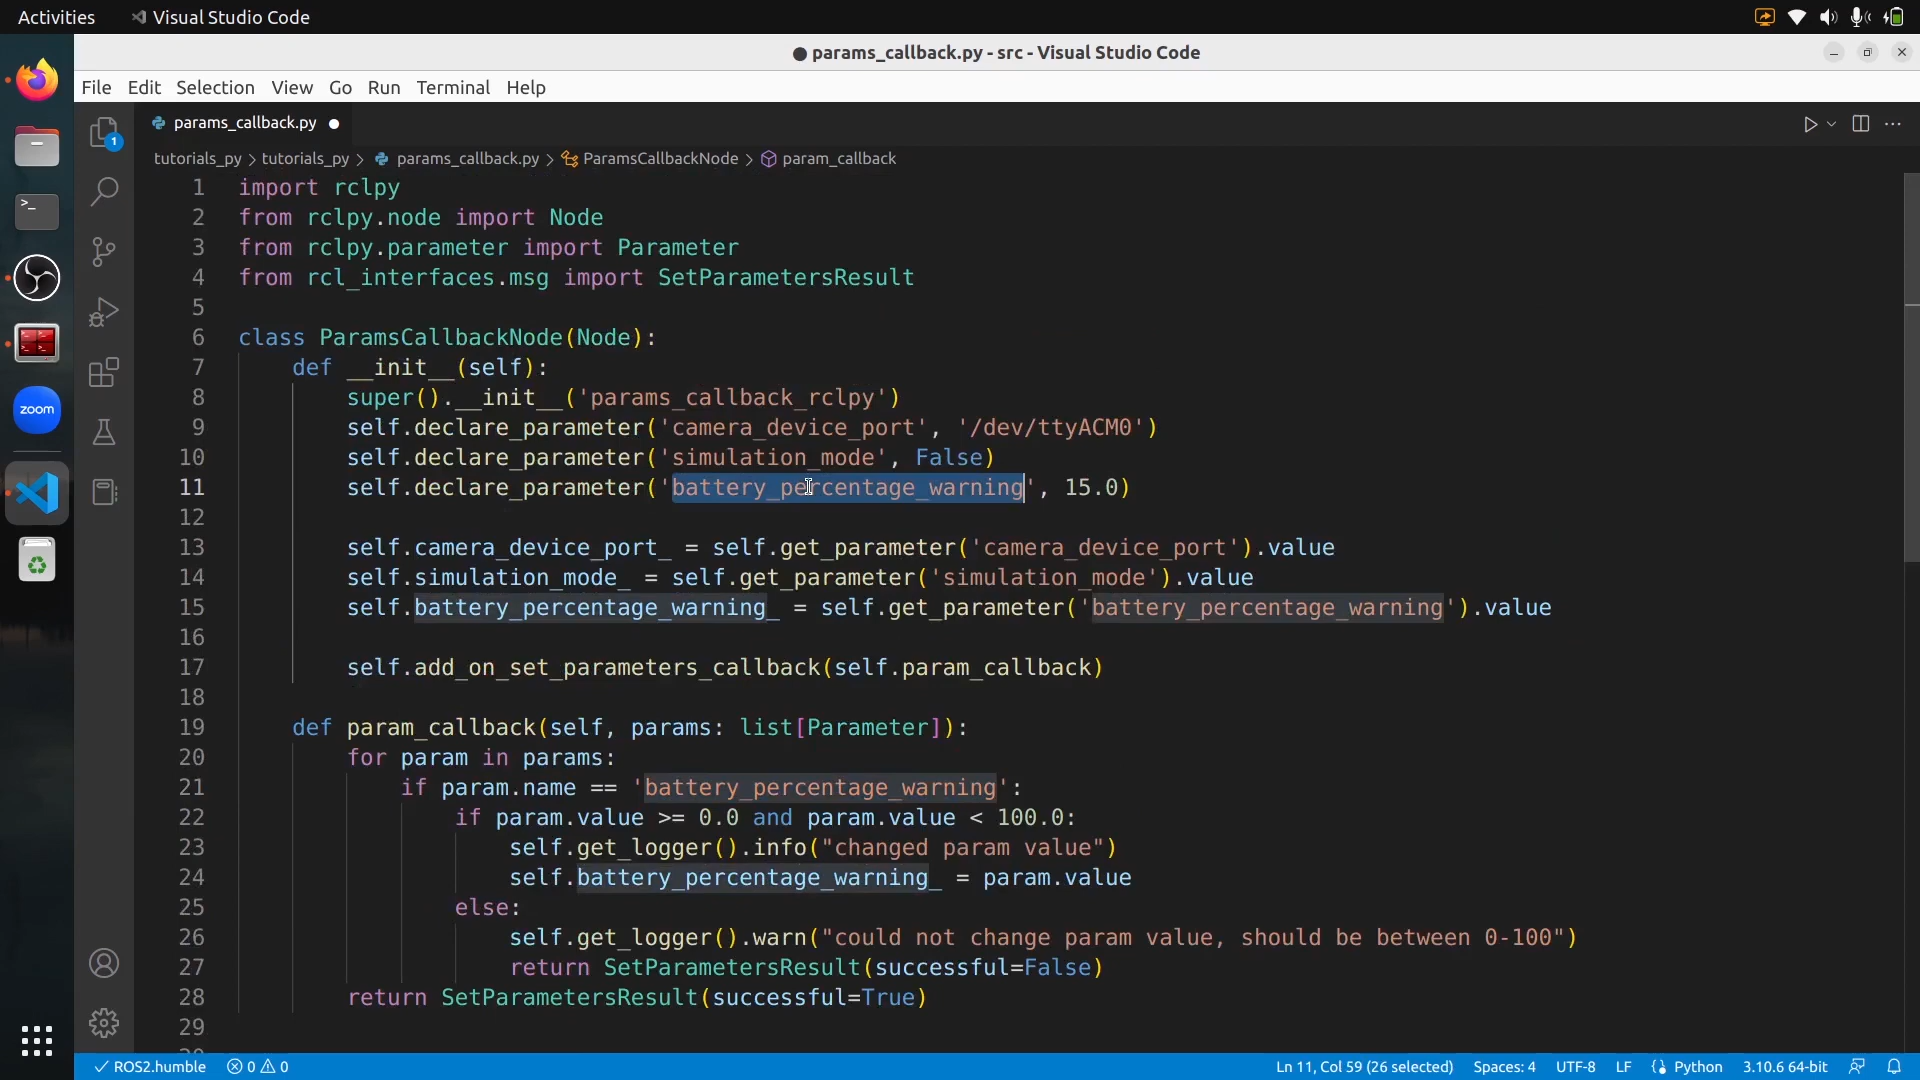 Activities Visual Studio Code
● params_callback.py - src - Visual Studio Code
File Edit Selection View Go Run Terminal Help
params_callback.py ●
tutorials_py > tutorials_py > params_callback.py > ParamsCallbackNode > param_callback
1 import rclpy
2 from rclpy.node import Node
3 from rclpy.parameter import Parameter
4 from rcl_interfaces.msg import SetParametersResult
5
6 class ParamsCallbackNode(Node):
7 def __init__(self):
8 super().__init__('params_callback_rclpy')
9 self.declare_parameter('camera_device_port', '/dev/ttyACM0')
10 self.declare_parameter('simulation_mode', False)
11 self.declare_parameter('battery_percentage_warning', 15.0)
12
13 self.camera_device_port_ = self.get_parameter('camera_device_port').value
14 self.simulation_mode_ = self.get_parameter('simulation_mode').value
15 self.battery_percentage_warning_ = self.get_parameter('battery_percentage_warning').value
16
17 self.add_on_set_parameters_callback(self.param_callback)
18
19 def param_callback(self, params: list[Parameter]):
20 for param in params:
21 if param.name == 'battery_percentage_warning':
22 if param.value >= 0.0 and param.value < 100.0:
23 self.get_logger().info("changed param value")
24 self.battery_percentage_warning_ = param.value
25 else:
26 self.get_logger().warn("could not change param value, should be between 0-100")
27 return SetParametersResult(successful=False)
28 return SetParametersResult(successful=True)
29
1
>_
zoom
ROS2.humble 0 0 Ln 11, Col 59 (26 selected) Spaces: 4 UTF-8 LF Python 3.10.6 64-bit